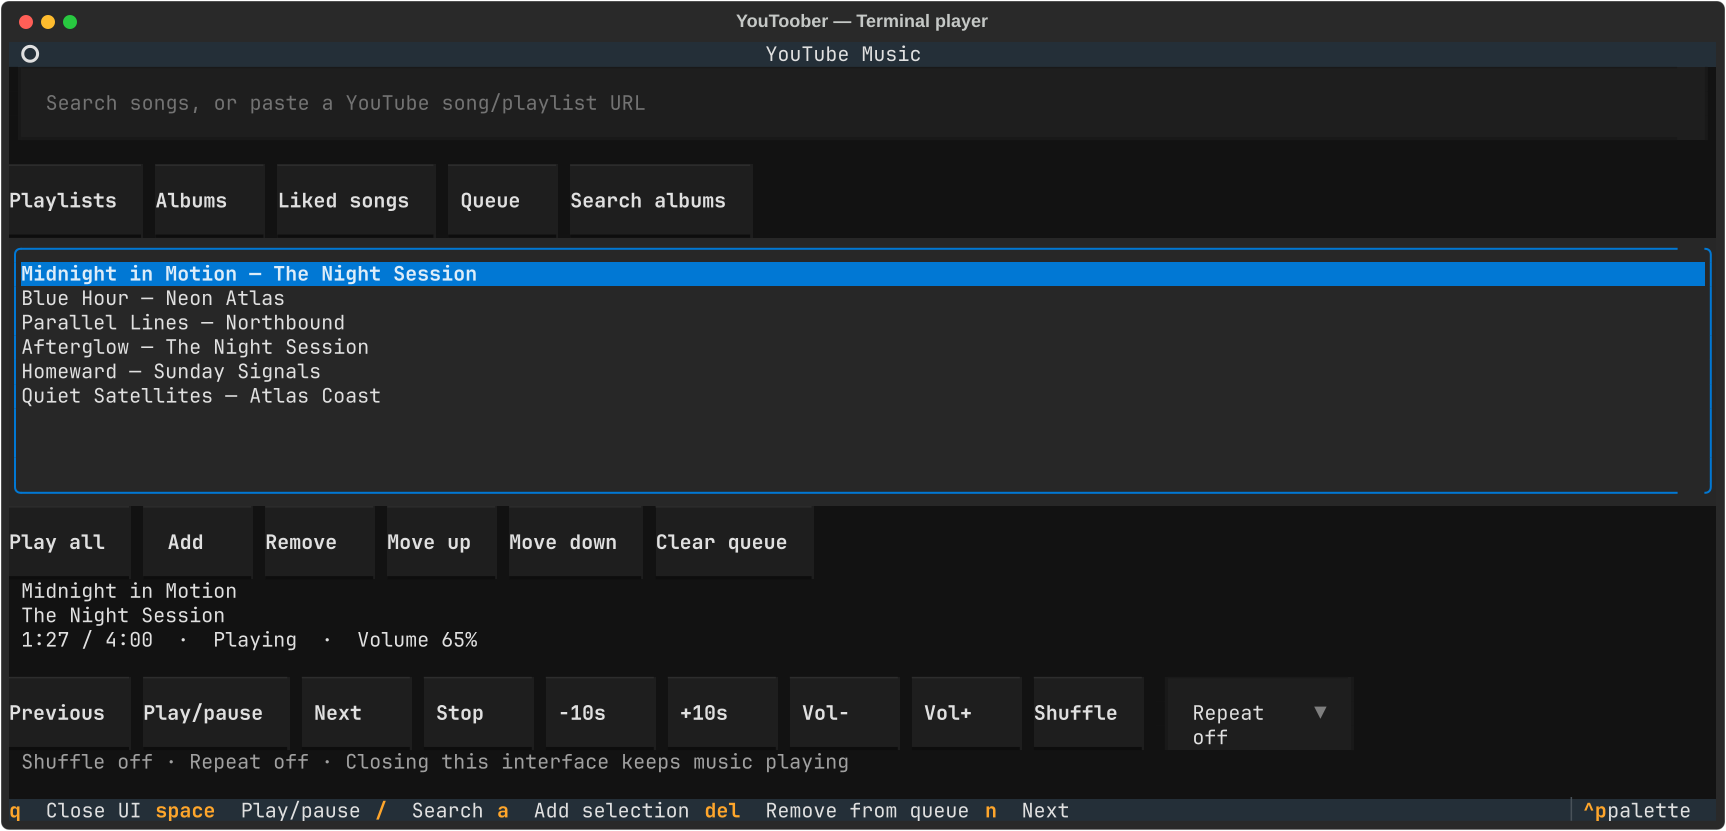 YouToober — Terminal player
YouTube Music
Search songs, or paste a YouTube song/playlist URL
Playlists Albums Liked songs Queue Search albums
Midnight in Motion — The Night Session
Blue Hour — Neon Atlas
Parallel Lines — Northbound
Afterglow — The Night Session
Homeward — Sunday Signals
Quiet Satellites — Atlas Coast
Play all Add Remove Move up Move down Clear queue
Midnight in Motion
The Night Session
1:27 / 4:00 · Playing · Volume 65%
Previous Play/pause Next Stop -10s +10s Vol- Vol+ Shuffle Repeat ▼
off
Shuffle off · Repeat off · Closing this interface keeps music playing
q Close UI space Play/pause / Search a Add selection del Remove from queue n Next ^ppalette